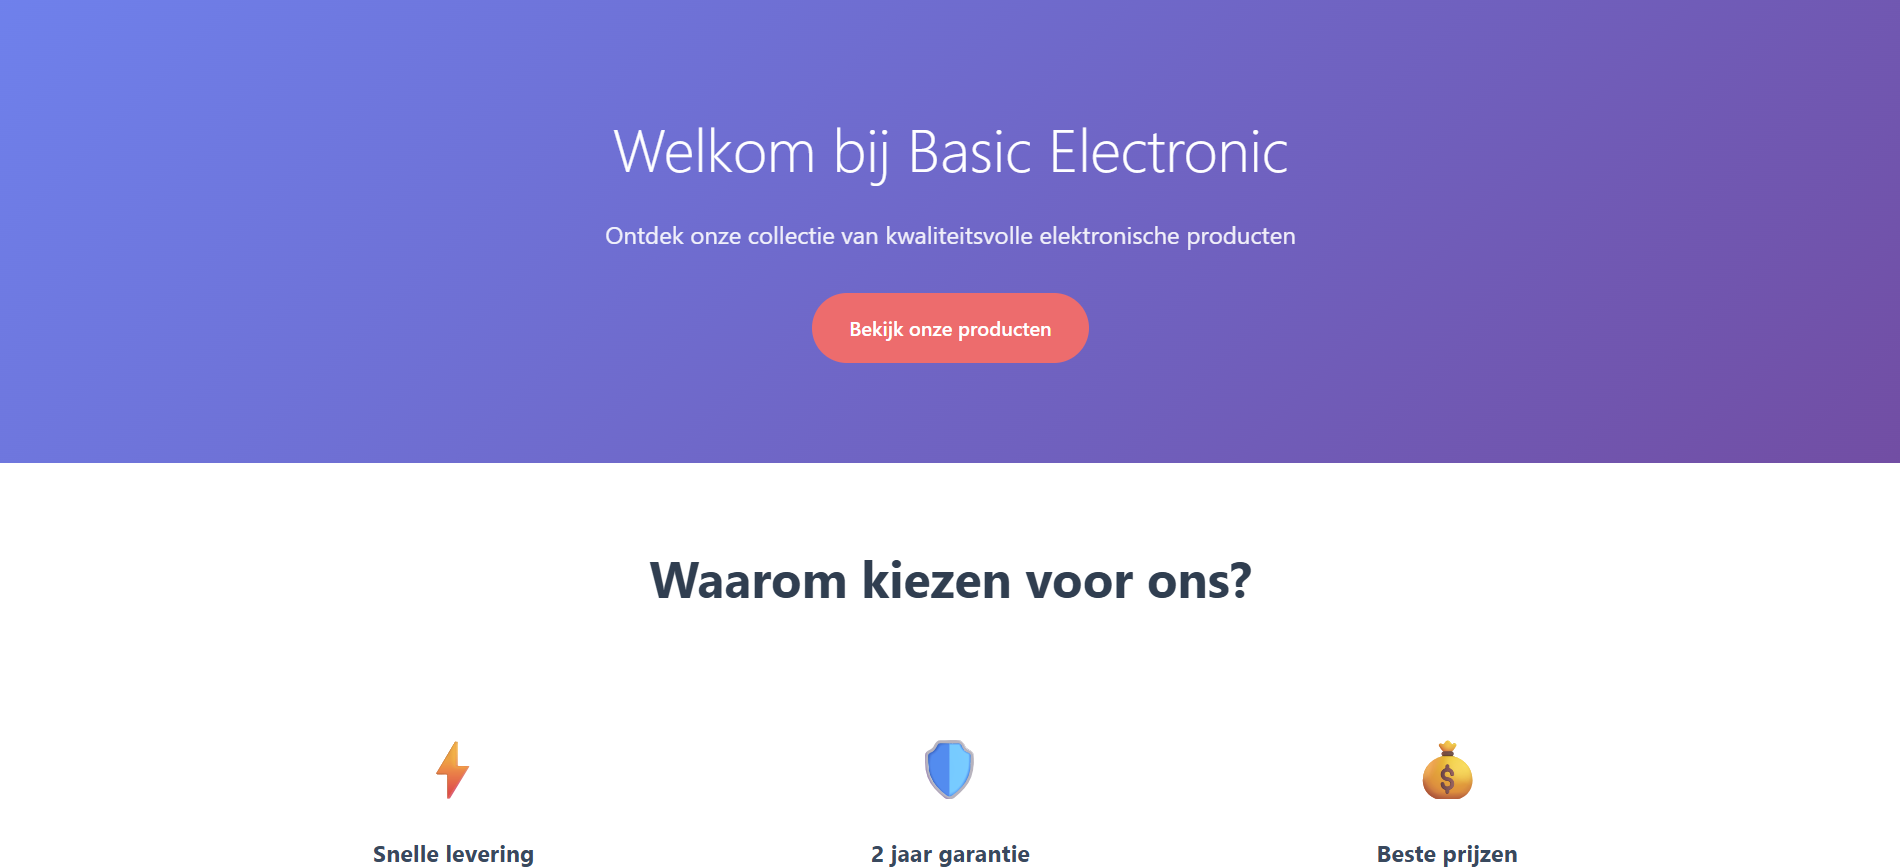 Welkom bij Basic Electronic
Ontdek onze collectie van kwaliteitsvolle elektronische producten
Bekijk onze producten
Waarom kiezen voor ons?
$
Snelle levering
2 jaar garantie
Beste prijzen